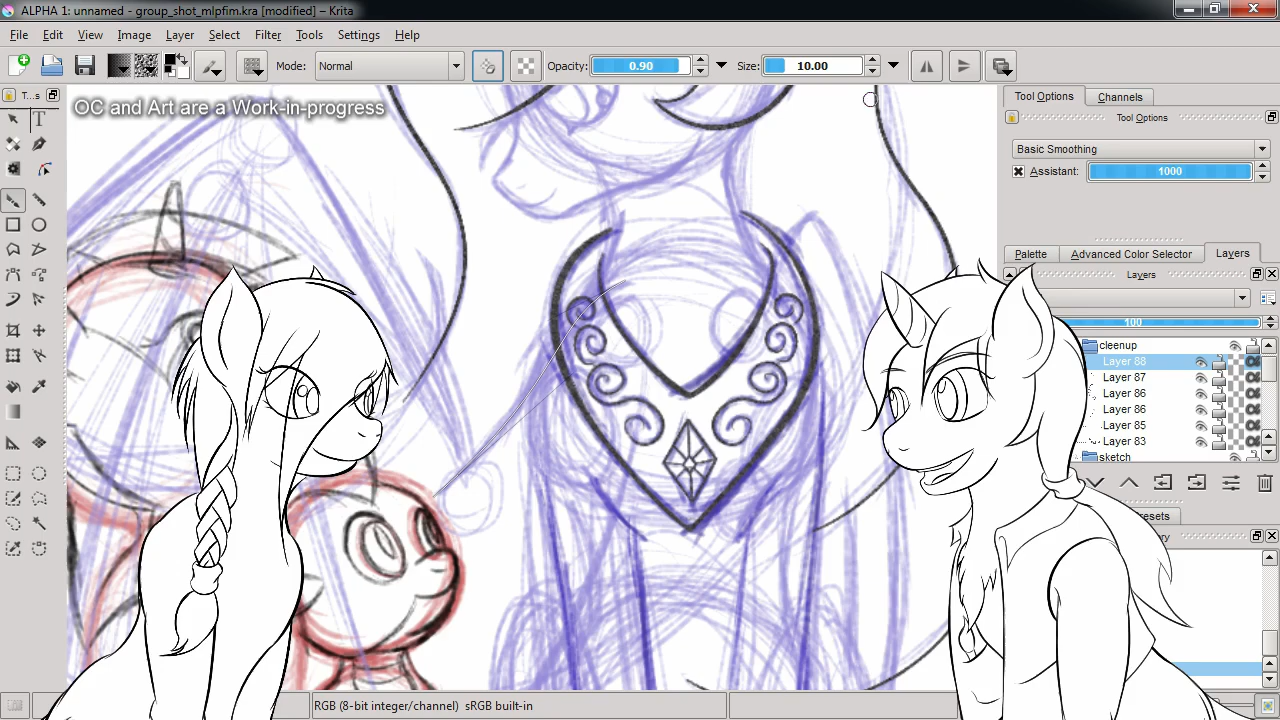 ALPHA 1: unnamed - group_shot_mlpfim.kra [modified] – Krita
File Edit View Image Layer Select Filter Tools Settings Help
Mode: Normal Opacity: 0.90 Size: 10.00
T...s
OC and Art are a Work-in-progress
Tool Options Channels
Tool Options
Basic Smoothing
Assistant: 1000
Palette Advanced Color Selector Layers
Layers
100
cleenup
Layer 88
Layer 87
Layer 86
Layer 86
Layer 85
Layer 83
sketch
RGB (8-bit integer/channel) sRGB built-in